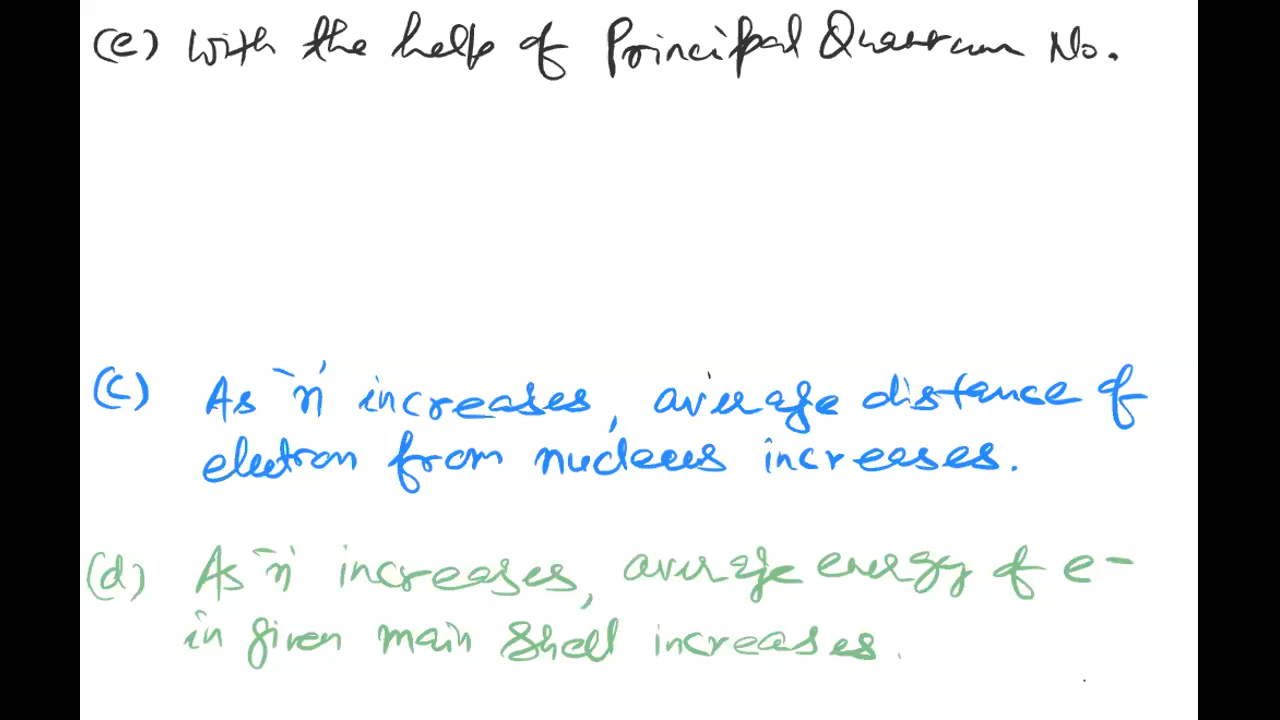 (e) with the help of Principal Quantum No.
(c) As 'n' increases, average distance of
electron from nucleus increases.
(d) As 'n' increases, average energy of e-
in given main shell increases.